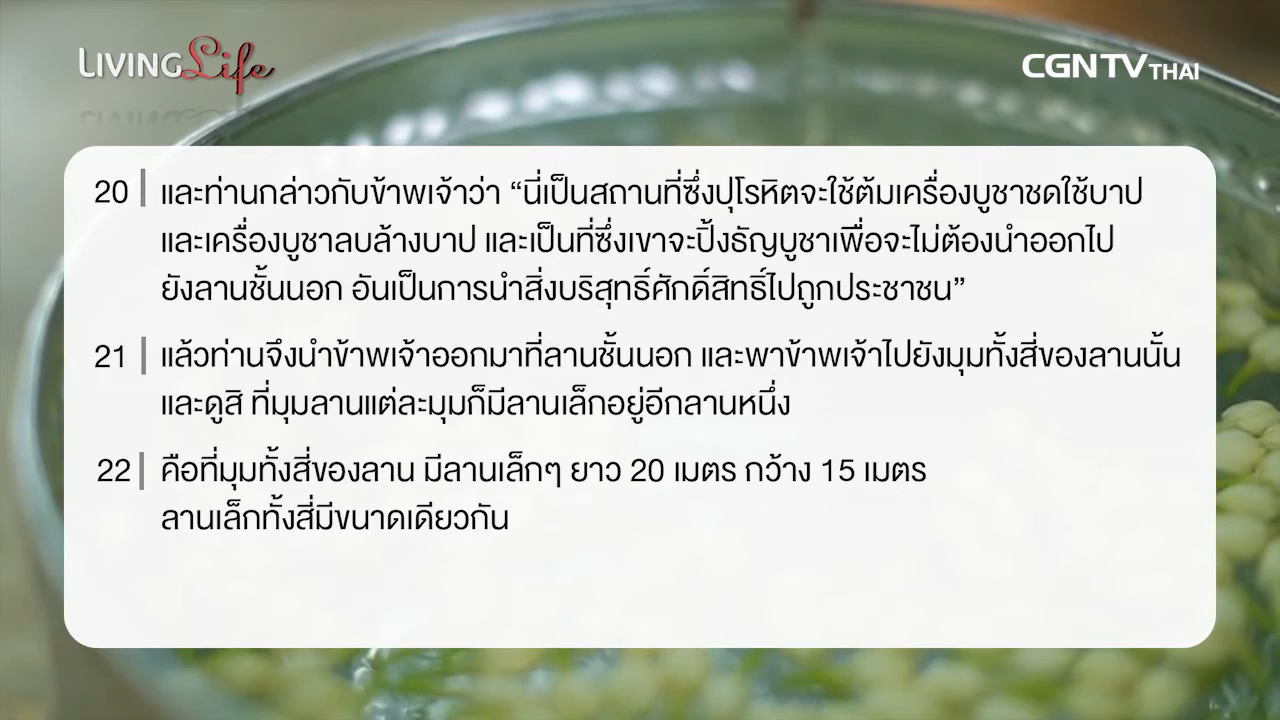 LIVING Life
CGNTV THAI
20 และท่านกล่าวกับข้าพเจ้าว่า “นี่เป็นสถานที่ซึ่งปุโรหิตจะใช้ต้มเครื่องบูชาชดใช้บาป
และเครื่องบูชาลบล้างบาป และเป็นที่ซึ่งเขาจะปิ้งธัญบูชาเพื่อจะไม่ต้องนำออกไป
ยังลานชั้นนอก อันเป็นการนำสิ่งบริสุทธิ์ศักดิ์สิทธิ์ไปถูกประชาชน”
21 แล้วท่านจึงนำข้าพเจ้าออกมาที่ลานชั้นนอก และพาข้าพเจ้าไปยังมุมทั้งสี่ของลานนั้น
และดูสิ ที่มุมลานแต่ละมุมก็มีลานเล็กอยู่อีกลานหนึ่ง
22 คือที่มุมทั้งสี่ของลาน มีลานเล็กๆ ยาว 20 เมตร กว้าง 15 เมตร
ลานเล็กทั้งสี่มีขนาดเดียวกัน